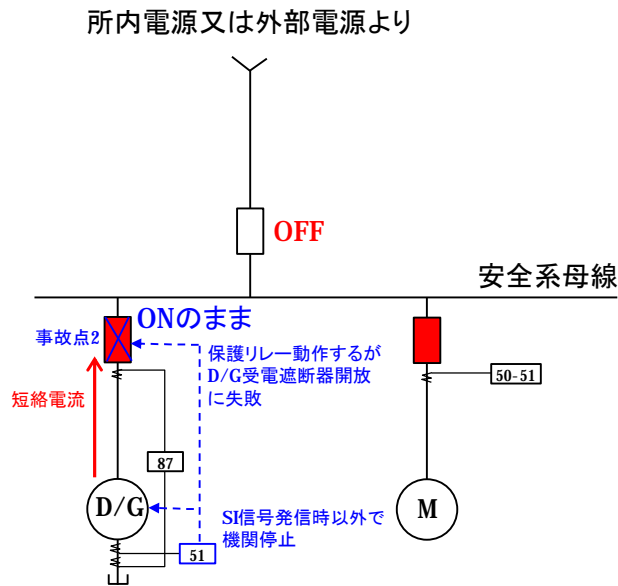 所内電源又は外部電源より
OFF
安全系母線
ONのまま
事故点2
保護リレー動作するが
D/G受電遮断器開放
に失敗
短絡電流
50-51
87
D/G
M
SI信号発信時以外で
機関停止
51